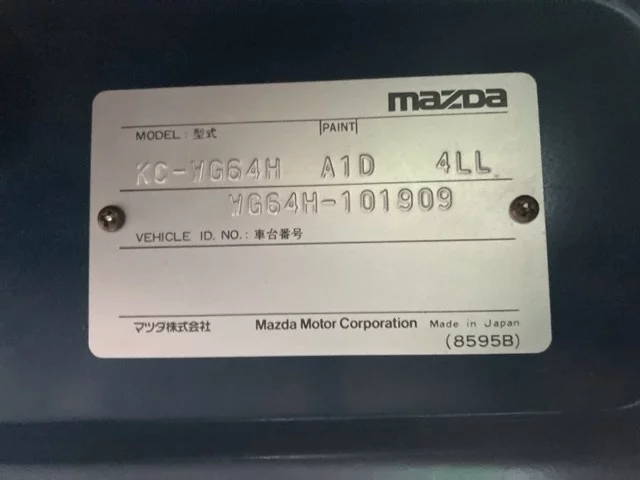 mazda
MODEL: 型式 PAINT
KC-WG64H A1D 4LL
WG64H-101909
VEHICLE ID. NO.: 車台番号
マツダ株式会社 Mazda Motor Corporation Made in Japan
(8595B)